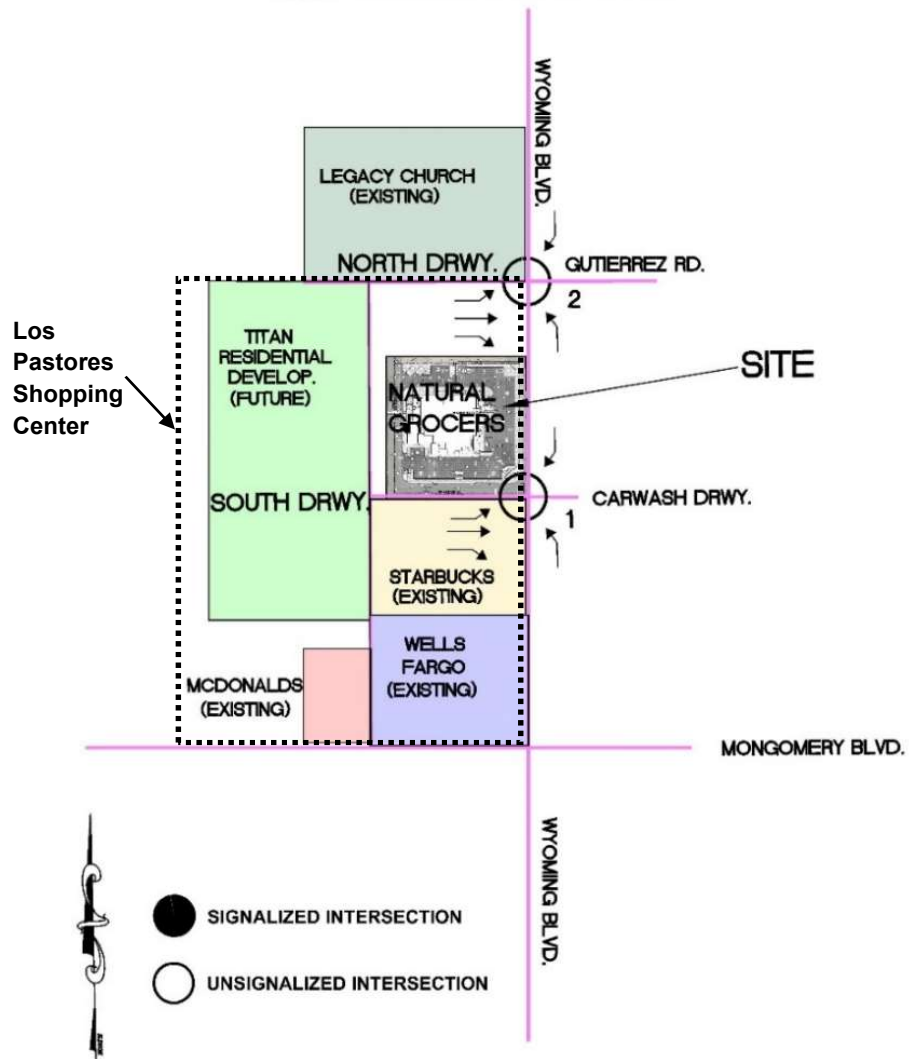 WYOMING BLVD.
LEGACY CHURCH
(EXISTING)
NORTH DRWY.
GUTIERREZ RD.
2
Los
Pastores
Shopping
Center
TITAN
RESIDENTIAL
DEVELOP.
(FUTURE)
NATURAL
GROCERS
SITE
SOUTH DRWY.
CARWASH DRWY.
1
STARBUCKS
(EXISTING)
WELLS
FARGO
(EXISTING)
MCDONALDS
(EXISTING)
MONGOMERY BLVD.
WYOMING BLVD.
SIGNALIZED INTERSECTION
UNSIGNALIZED INTERSECTION